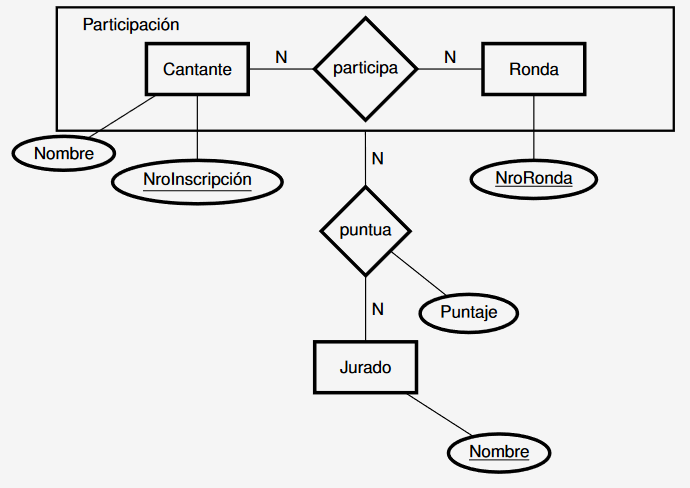 Participación
Cantante
N
participa
N
Ronda
Nombre
NroInscripción
NroRonda
N
puntua
Puntaje
N
Jurado
Nombre